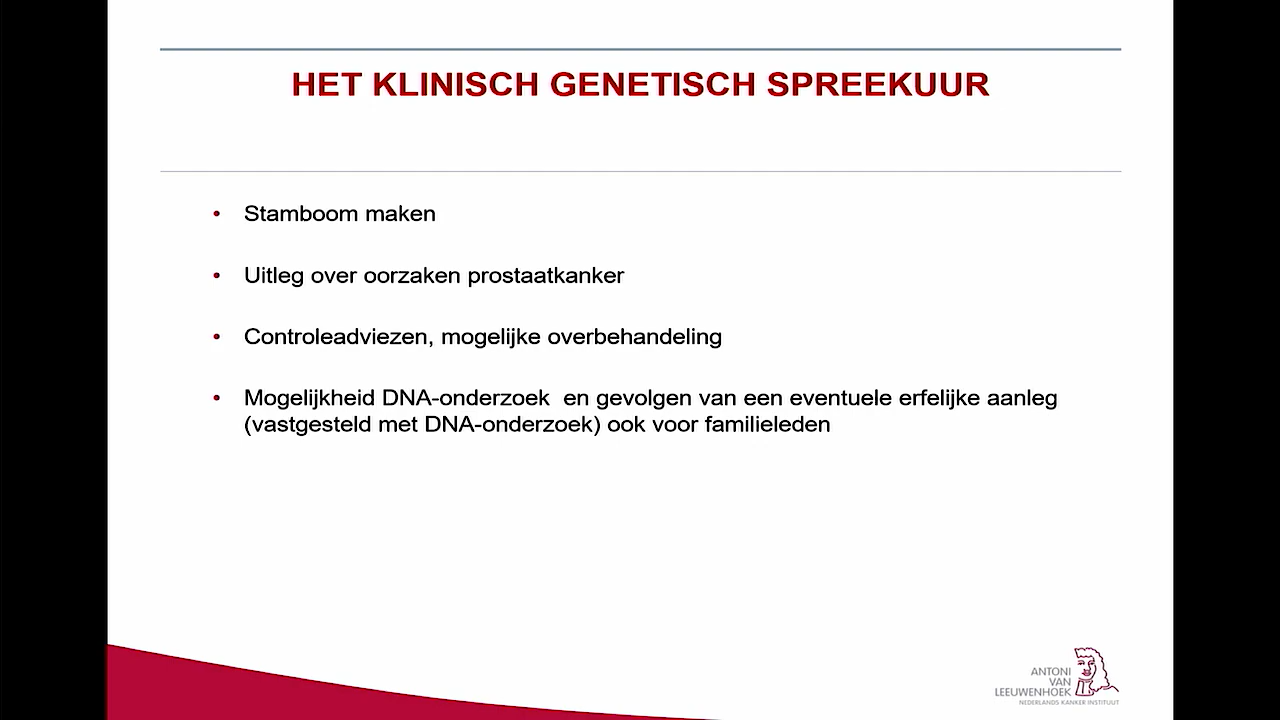 HET KLINISCH GENETISCH SPREEKUUR
• Stamboom maken
• Uitleg over oorzaken prostaatkanker
• Controleadviezen, mogelijke overbehandeling
• Mogelijkheid DNA-onderzoek  en gevolgen van een eventuele erfelijke aanleg
(vastgesteld met DNA-onderzoek) ook voor familieleden
ANTONI
VAN
LEEUWENHOEK
NEDERLANDS KANKER INSTITUUT